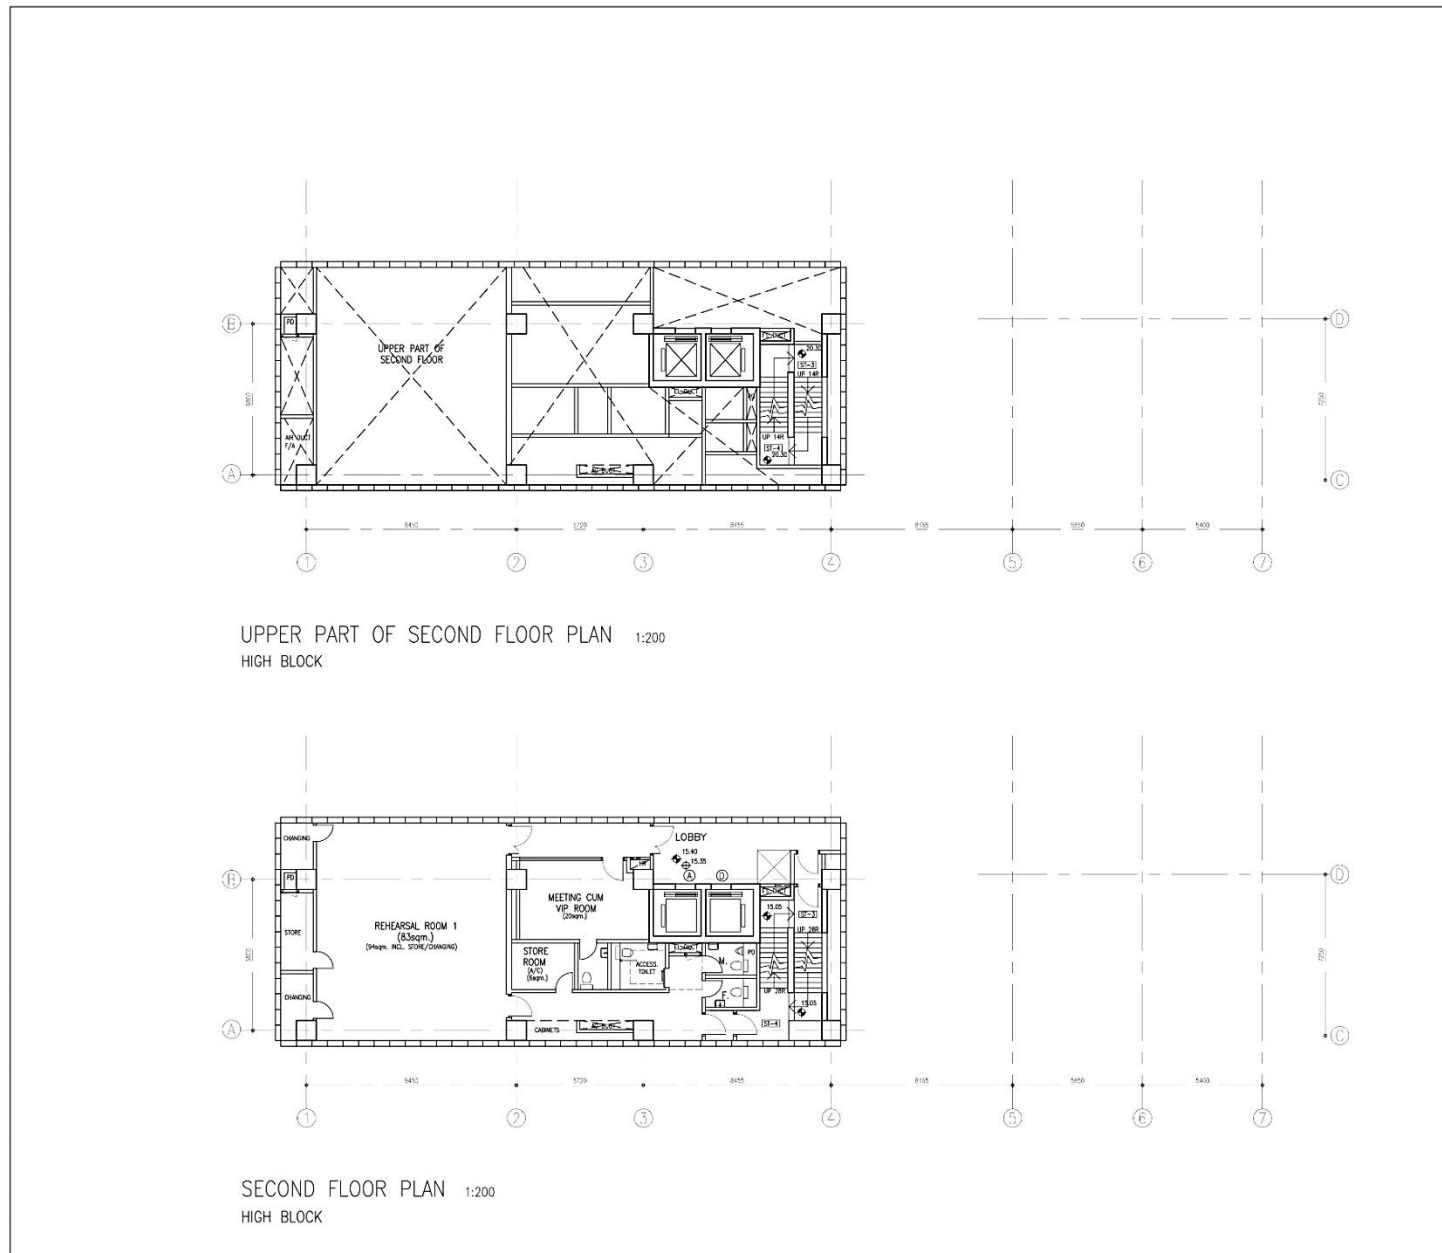 B
D
PD
UPPER PART OF
SECOND FLOOR
20.30
ST-3
UP 14R
AIR DUCT
F/A
UP 14R
ST-4
20.30
A
C
1
2
3
4
5
6
7
UPPER PART OF SECOND FLOOR PLAN 1:200
HIGH BLOCK
CHANGING
LOBBY
15.40
15.35
HR
B
PD
A
D
D
MEETING CUM
VIP ROOM
(20sqm.)
15.05
ST-3
REHEARSAL ROOM 1
(83sqm.)
(94sqm. INCL. STORE/CHANGING)
STORE
UP 28R
STORE
ROOM
(A/C)
(6sqm.)
ACCESS.
TOILET
M.
PD
UP 28R
F.
CHANGING
15.05
ST-4
CABINETS
A
C
1
2
3
4
5
6
7
SECOND FLOOR PLAN 1:200
HIGH BLOCK